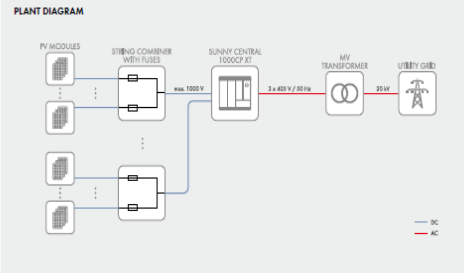 PLANT DIAGRAM
PV MODULES
STRING COMBINER
WITH FUSES
SUNNY CENTRAL
1000CP XT
MV
TRANSFORMER
UTILITY GRID
max. 1000 V
3 x 405 V / 50 Hz
20 kV
DC
AC